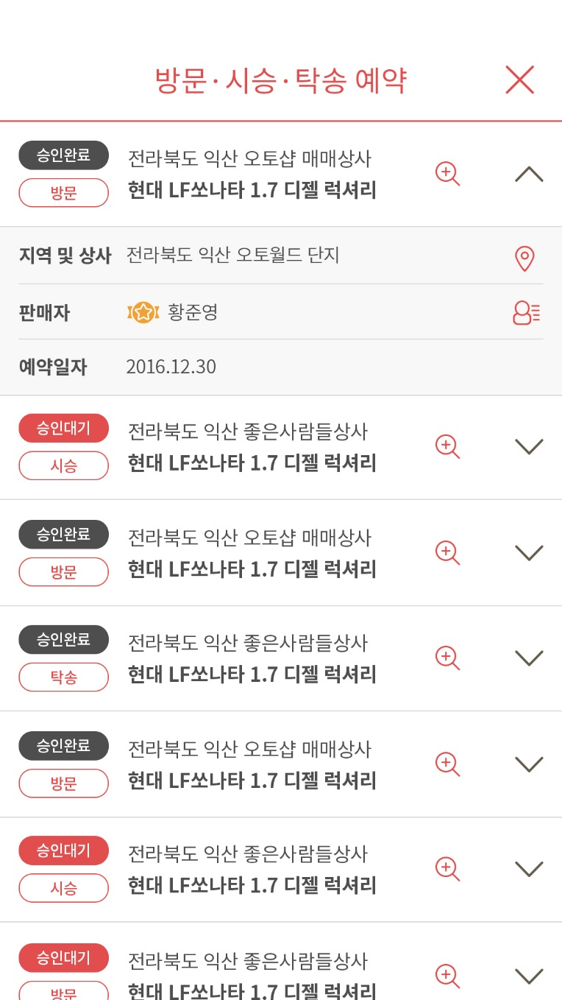 방문·시승·탁송 예약
승인완료
전라북도 익산 오토샵 매매상사
방문
현대 LF쏘나타 1.7 디젤 럭셔리
지역 및 상사 전라북도 익산 오토월드 단지
판매자 황준영
예약일자 2016.12.30
승인대기
전라북도 익산 좋은사람들상사
시승
현대 LF쏘나타 1.7 디젤 럭셔리
승인완료
전라북도 익산 오토샵 매매상사
방문
현대 LF쏘나타 1.7 디젤 럭셔리
승인완료
전라북도 익산 좋은사람들상사
탁송
현대 LF쏘나타 1.7 디젤 럭셔리
승인완료
전라북도 익산 오토샵 매매상사
방문
현대 LF쏘나타 1.7 디젤 럭셔리
승인대기
전라북도 익산 좋은사람들상사
시승
현대 LF쏘나타 1.7 디젤 럭셔리
승인대기
전라북도 익산 좋은사람들상사
방문
현대 LF쏘나타 1.7 디젤 럭셔리